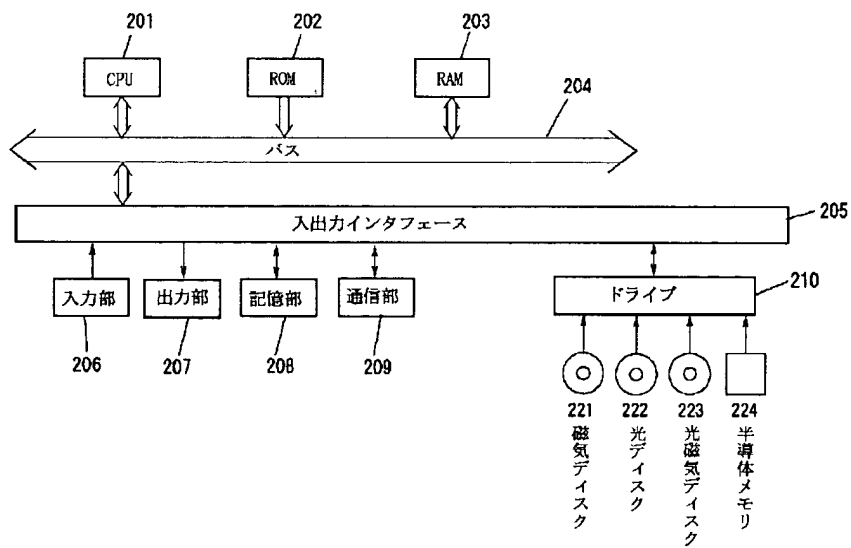 201
202
203
CPU
ROM
RAM
204
バス
入出力インタフェース
205
入力部
出力部
記憶部
通信部
ドライブ
210
206
207
208
209
221
222
223
224
磁気ディスク
光ディスク
光磁気ディスク
半導体メモリ